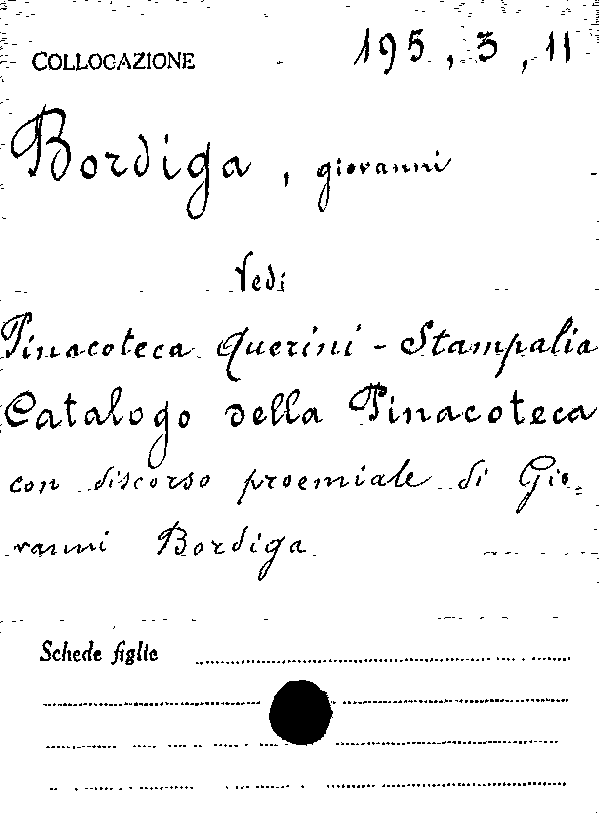 COLLOCAZIONE 195, 3, 11
Bordiga, giovanni
Vedi
Pinacoteca Querini - Stampalia
Catalogo della Pinacoteca
con discorso proemiale di Gio=
vanni Bordiga
Schede figlie